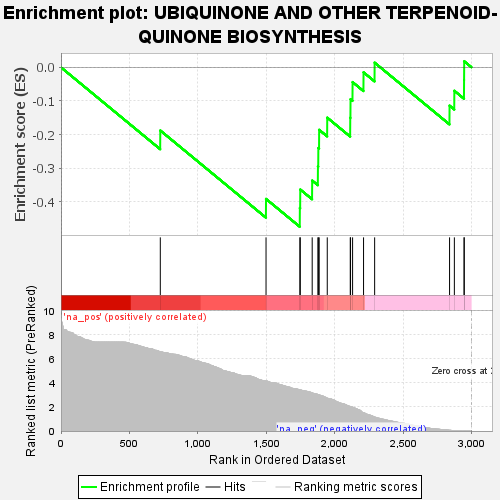 Enrichment plot: UBIQUINONE AND OTHER TERPENOID-
QUINONE BIOSYNTHESIS
Enrichment score (ES)
0.0
-0.1
-0.2
-0.3
-0.4
'na_pos' (positively correlated)
Ranked list metric (PreRanked)
10
8
6
4
2
0
Zero cross at
'na_neg' (negatively correlated)
0
500
1,000
1,500
2,000
2,500
3,000
Rank in Ordered Dataset
Enrichment profile
Hits
Ranking metric scores